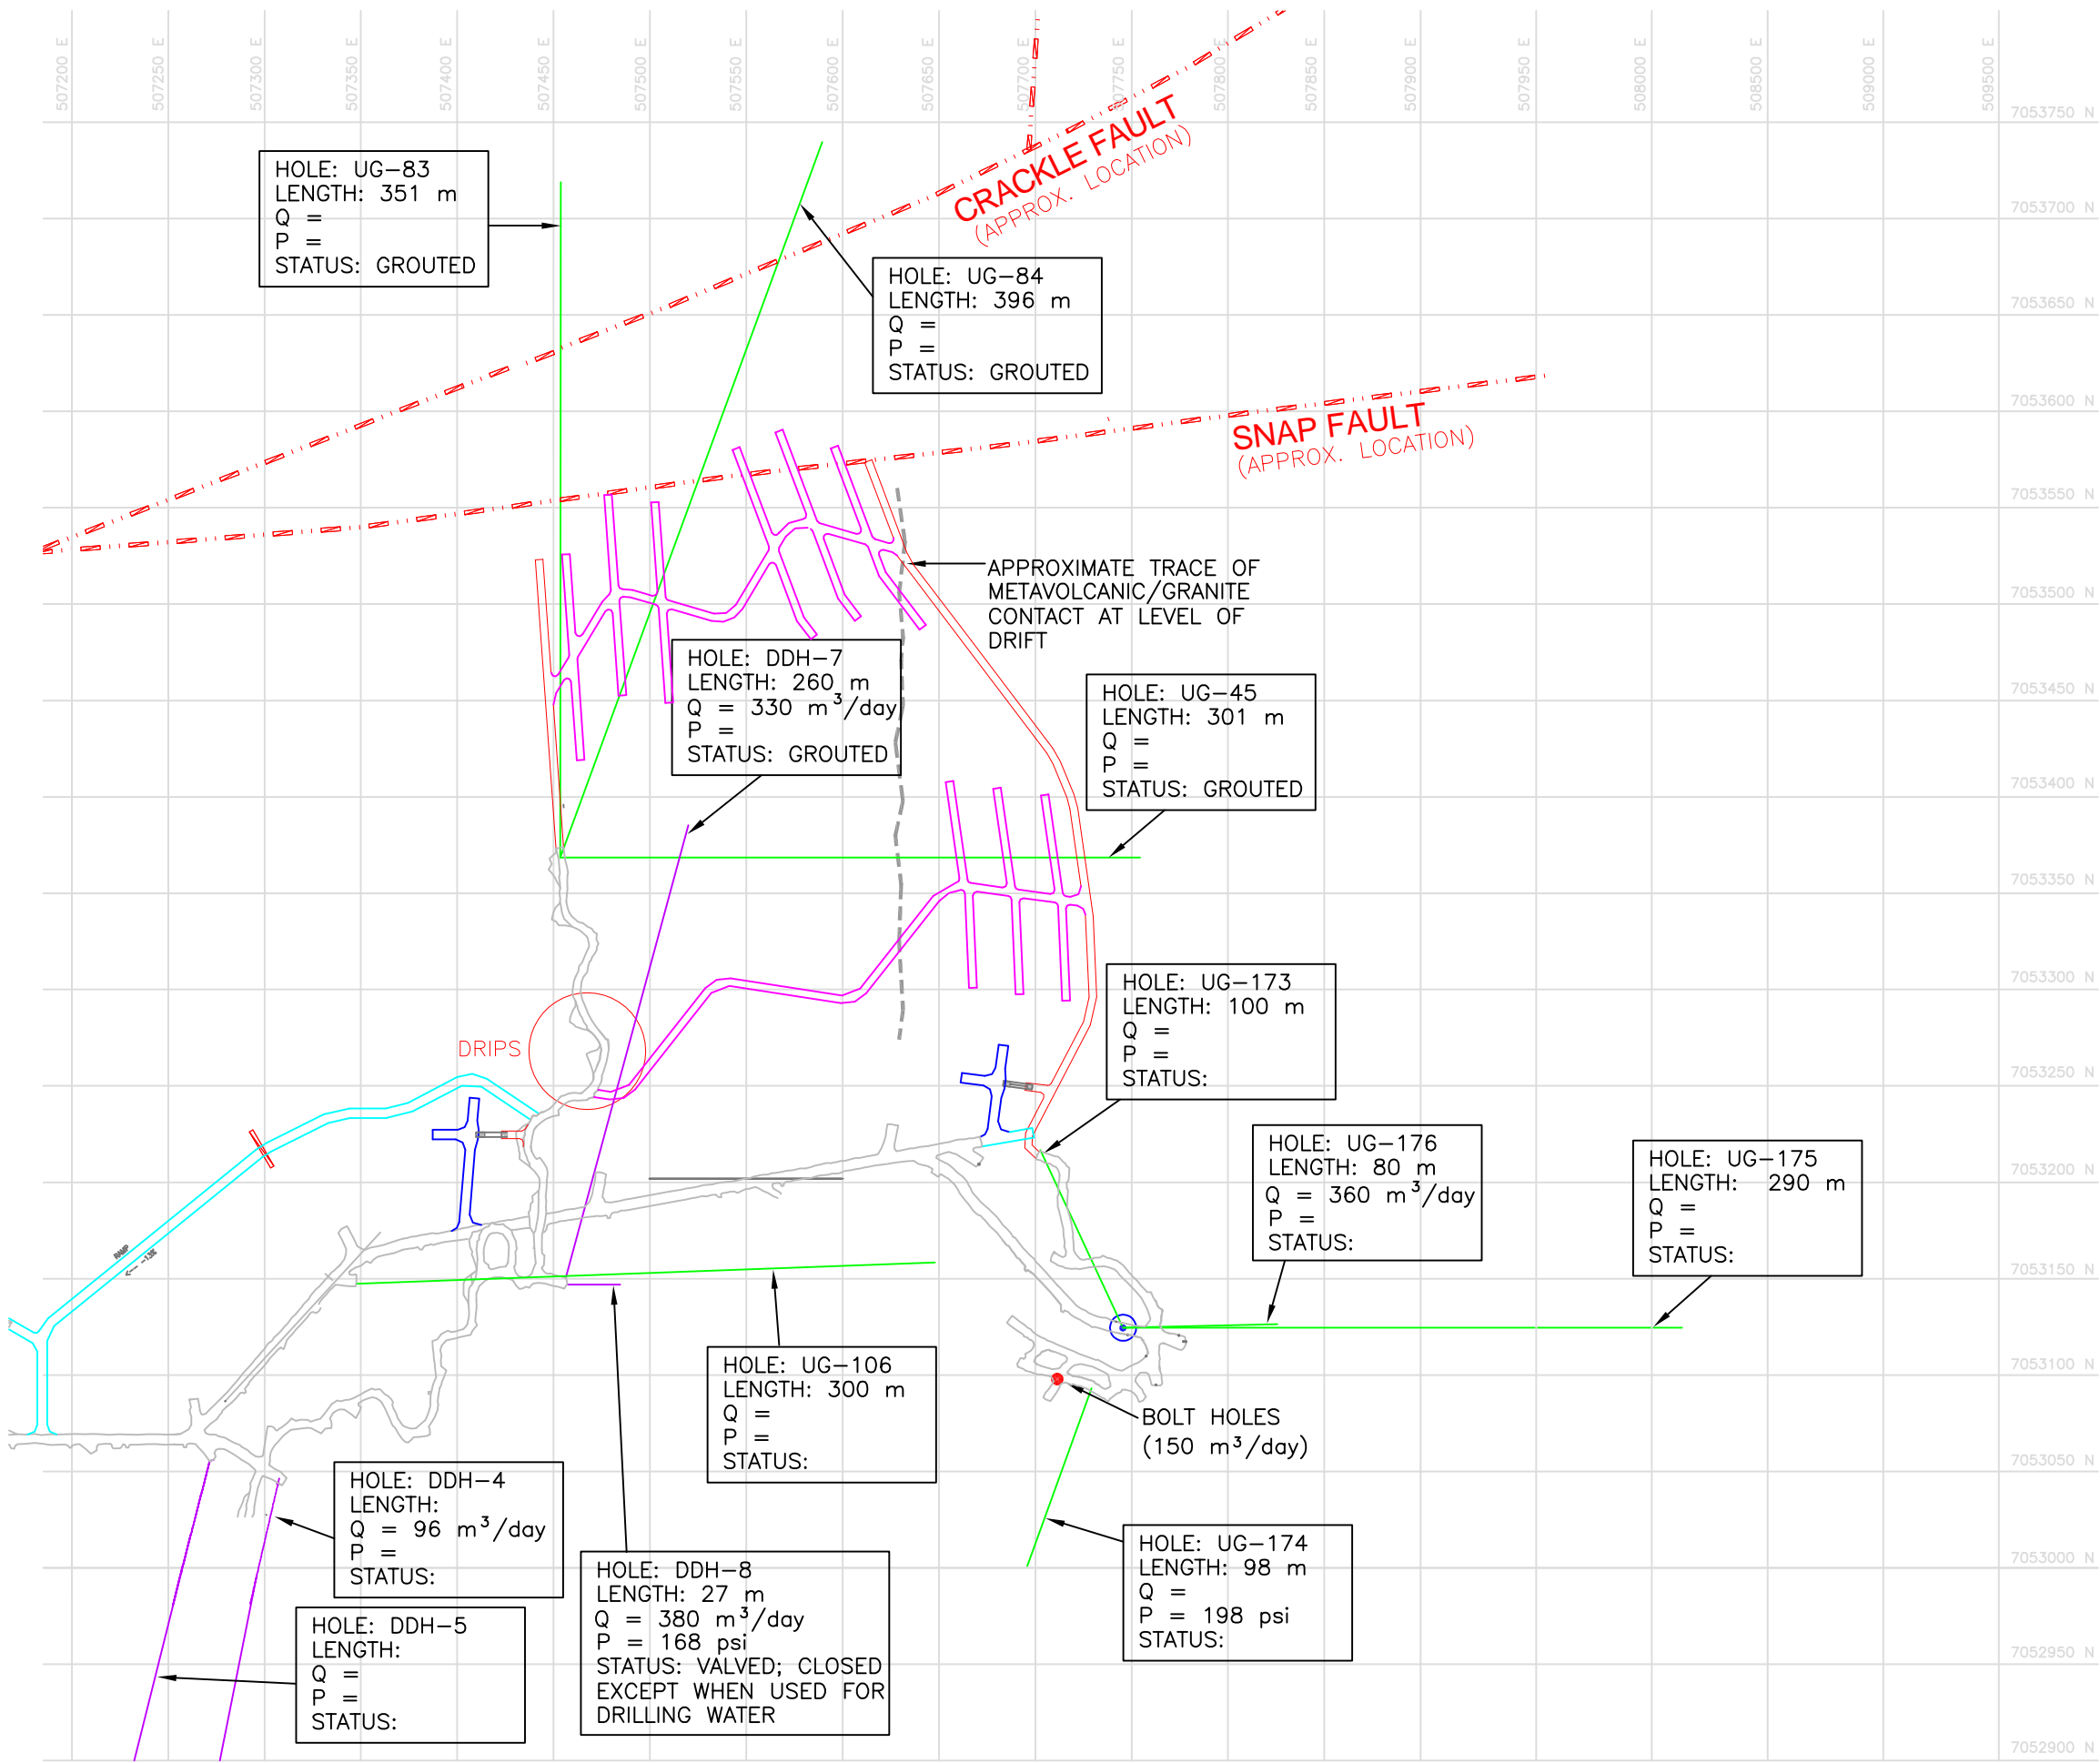 507200 E
507250 E
507300 E
507350 E
507400 E
507450 E
507500 E
507550 E
507600 E
507650 E
507700 E
507750 E
507800 E
507850 E
507900 E
507950 E
508000 E
508500 E
509000 E
509500 E
7053750 N
7053700 N
7053650 N
7053600 N
7053550 N
7053500 N
7053450 N
7053400 N
7053350 N
7053300 N
7053250 N
7053200 N
7053150 N
7053100 N
7053050 N
7053000 N
7052950 N
7052900 N
CRACKLE FAULT
(APPROX. LOCATION)
HOLE: UG-83
LENGTH: 351 m
Q =
P =
STATUS: GROUTED
HOLE: UG-84
LENGTH: 396 m
Q =
P =
STATUS: GROUTED
SNAP FAULT
(APPROX. LOCATION)
APPROXIMATE TRACE OF
METAVOLCANIC/GRANITE
CONTACT AT LEVEL OF
DRIFT
HOLE: DDH-7
LENGTH: 260 m
Q = 330 m³/day
P =
STATUS: GROUTED
HOLE: UG-45
LENGTH: 301 m
Q =
P =
STATUS: GROUTED
HOLE: UG-173
LENGTH: 100 m
Q =
P =
STATUS:
DRIPS
HOLE: UG-176
LENGTH: 80 m
Q = 360 m³/day
P =
STATUS:
HOLE: UG-175
LENGTH: 290 m
Q =
P =
STATUS:
RAMP
-13%
HOLE: UG-106
LENGTH: 300 m
Q =
P =
STATUS:
BOLT HOLES
(150 m³/day)
HOLE: DDH-4
LENGTH:
Q = 96 m³/day
P =
STATUS:
HOLE: DDH-8
LENGTH: 27 m
Q = 380 m³/day
P = 168 psi
STATUS: VALVED; CLOSED
EXCEPT WHEN USED FOR
DRILLING WATER
HOLE: UG-174
LENGTH: 98 m
Q =
P = 198 psi
STATUS:
HOLE: DDH-5
LENGTH:
Q =
P =
STATUS: